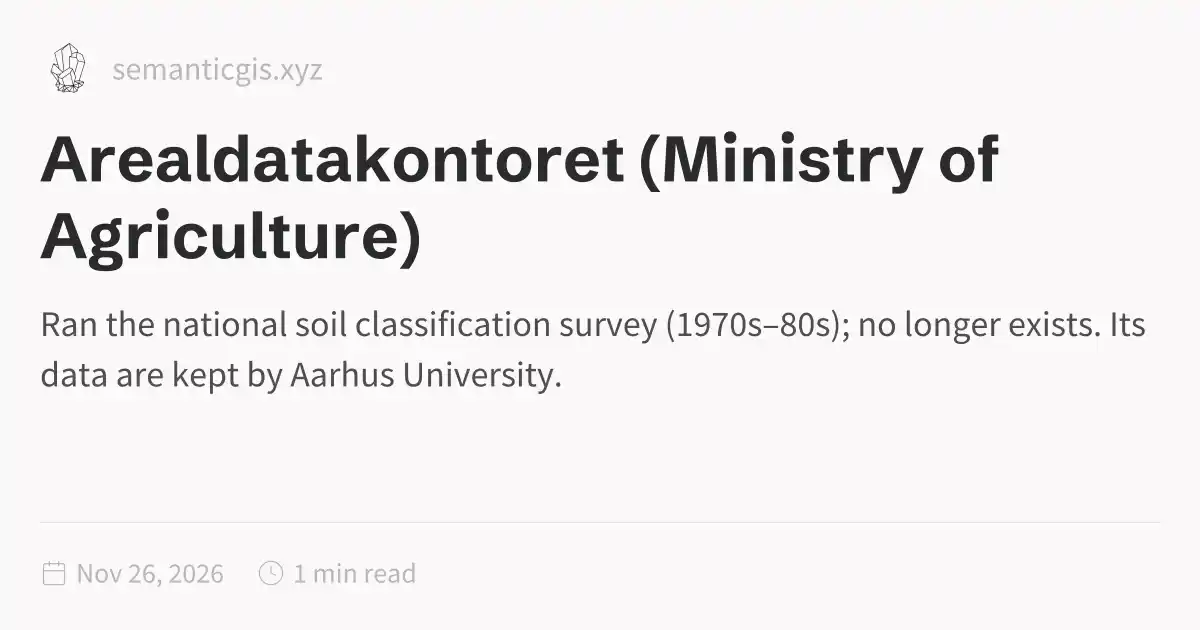 semanticgis.xyz
Arealdatakontoret (Ministry of
Agriculture)
Ran the national soil classification survey (1970s–80s); no longer exists. Its
data are kept by Aarhus University.
Nov 26, 2026 1 min read